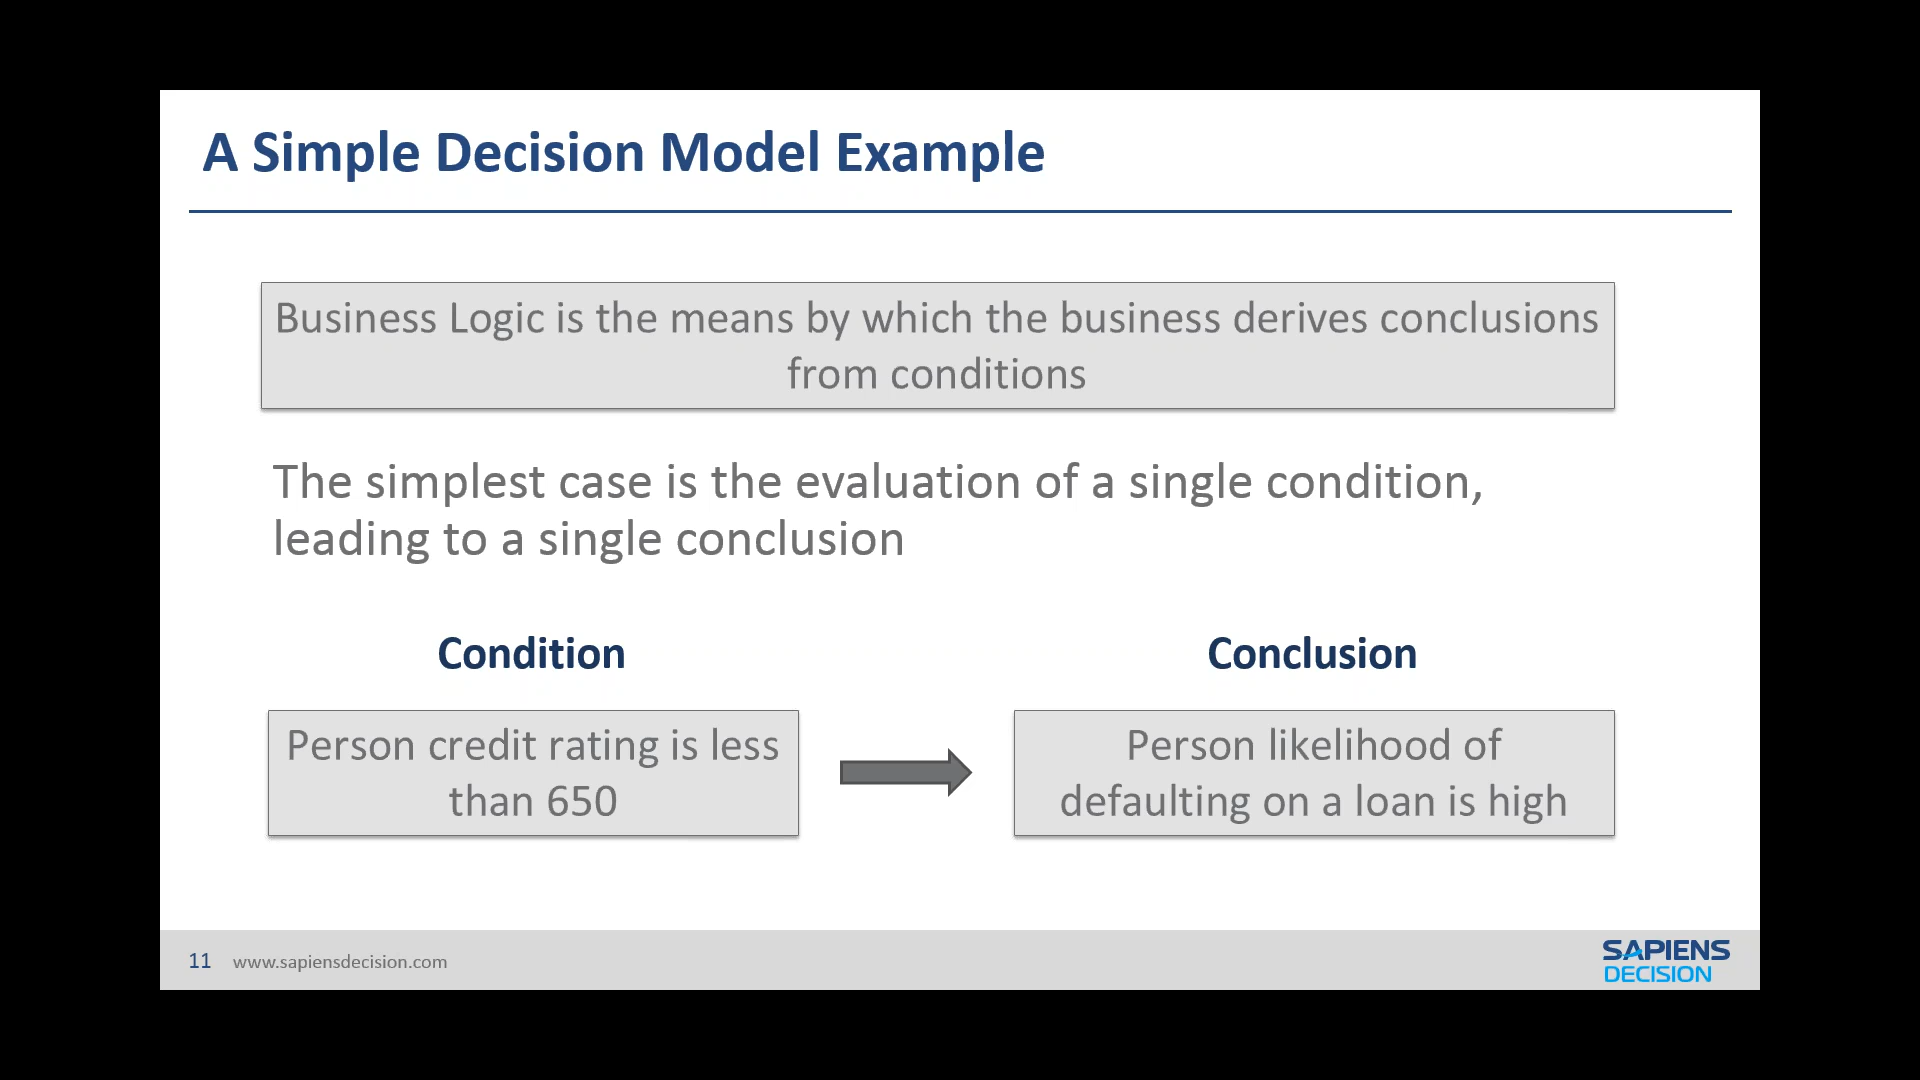 A Simple Decision Model Example
Business Logic is the means by which the business derives conclusions
from conditions
The simplest case is the evaluation of a single condition,
leading to a single conclusion
Condition
Person credit rating is less
than 650
Conclusion
Person likelihood of
defaulting on a loan is high
11 www.sapiensdecision.com
SAPIENS
DECISION